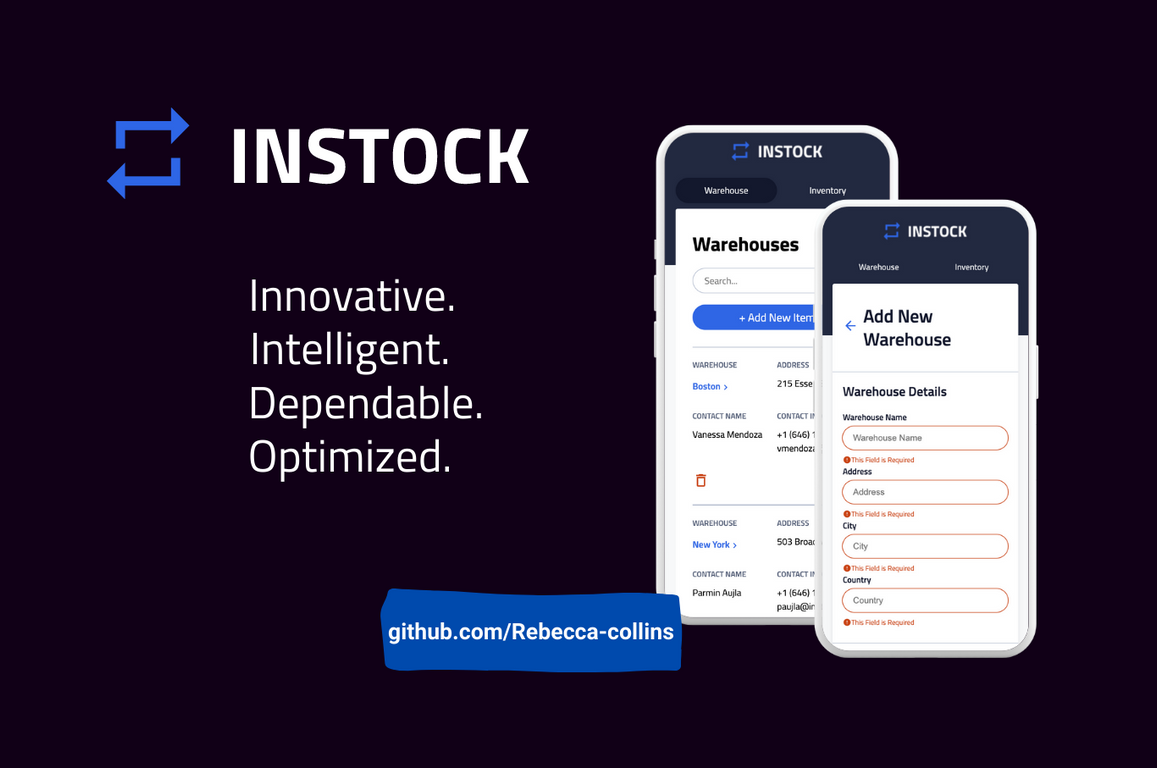 INSTOCK
Innovative.
Intelligent.
Dependable.
Optimized.
github.com/Rebecca-collins
INSTOCK
Warehouse Inventory
Warehouses
Search...
+ Add New Item
WAREHOUSE ADDRESS
Boston > 215 Esse
CONTACT NAME CONTACT IN
Vanessa Mendoza +1 (646) 1
vmendoza
WAREHOUSE ADDRESS
New York > 503 Broad
CONTACT NAME CONTACT IN
Parmin Aujla +1 (646) 1
paujla@in
INSTOCK
Warehouse Inventory
Add New
Warehouse
Warehouse Details
Warehouse Name
Warehouse Name
This Field is Required
Address
Address
This Field is Required
City
City
This Field is Required
Country
Country
This Field is Required